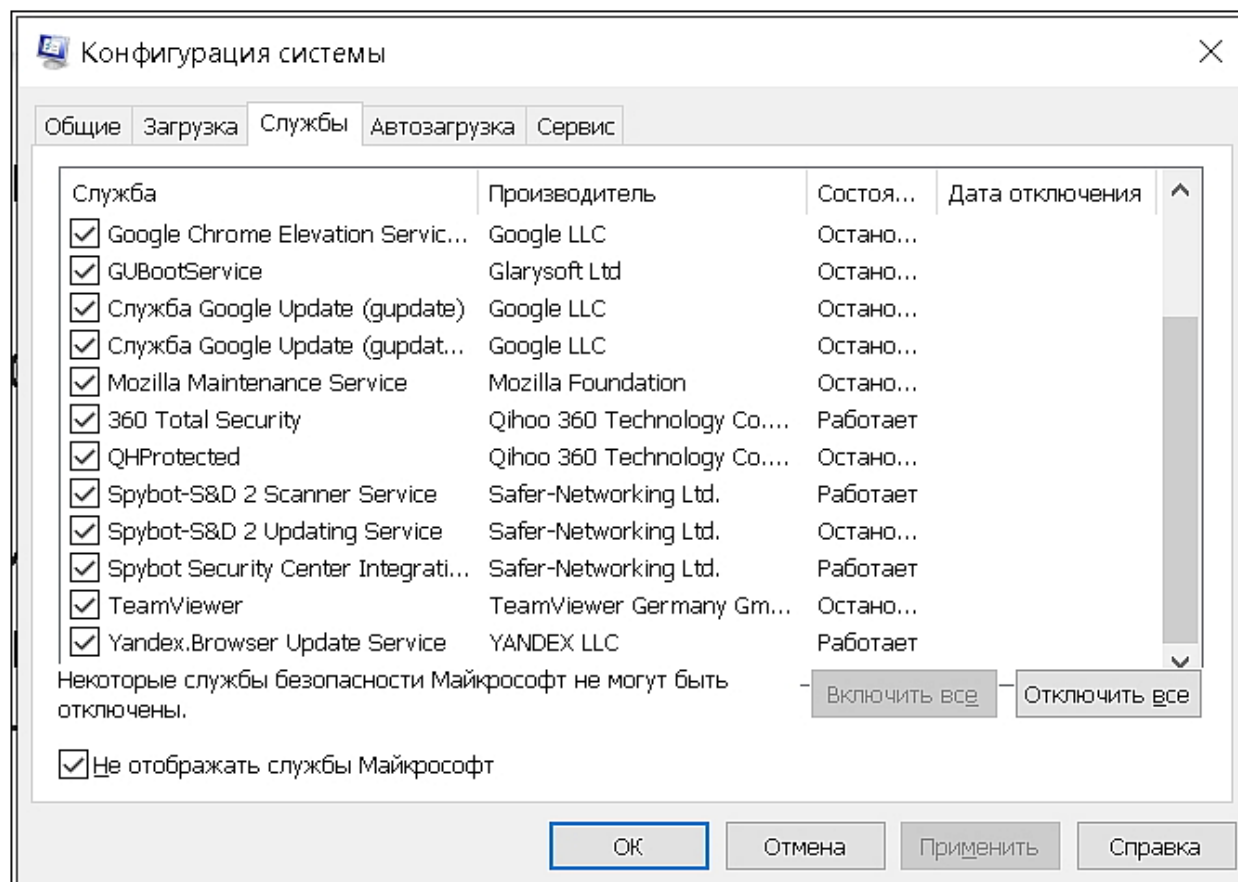 Конфигурация системы
Общие Загрузка Службы Автозагрузка Сервис
Служба Производитель Состоя... Дата отключения
Google Chrome Elevation Servic... Google LLC Остано...
GUBootService Glarysoft Ltd Остано...
Служба Google Update (gupdate) Google LLC Остано...
Служба Google Update (gupdat... Google LLC Остано...
Mozilla Maintenance Service Mozilla Foundation Остано...
360 Total Security Qihoo 360 Technology Co.... Работает
QHProtected Qihoo 360 Technology Co.... Остано...
Spybot-S&D 2 Scanner Service Safer-Networking Ltd. Работает
Spybot-S&D 2 Updating Service Safer-Networking Ltd. Остано...
Spybot Security Center Integrati... Safer-Networking Ltd. Работает
TeamViewer TeamViewer Germany Gm... Остано...
Yandex.Browser Update Service YANDEX LLC Работает
Некоторые службы безопасности Майкрософт не могут быть
отключены.
Включить все Отключить все
Не отображать службы Майкрософт
ОК Отмена Применить Справка